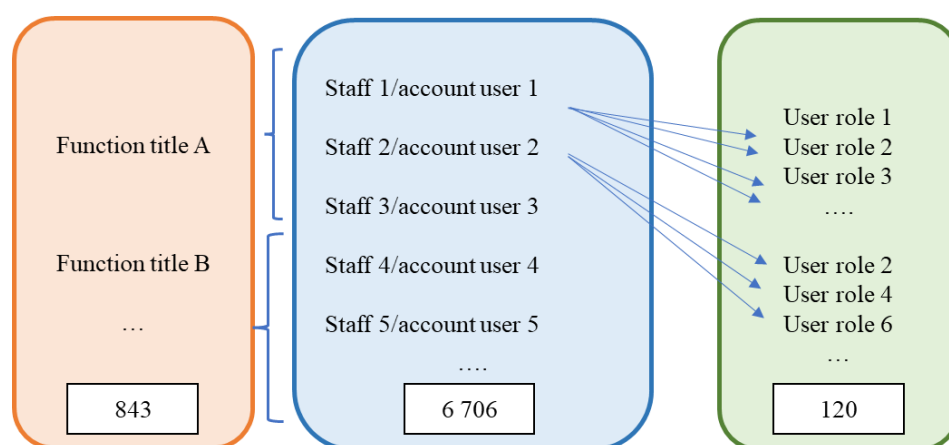 Function title A
Function title B
…
843
Staff 1/account user 1
Staff 2/account user 2
Staff 3/account user 3
Staff 4/account user 4
Staff 5/account user 5
….
6 706
User role 1
User role 2
User role 3
….
User role 2
User role 4
User role 6
…
120